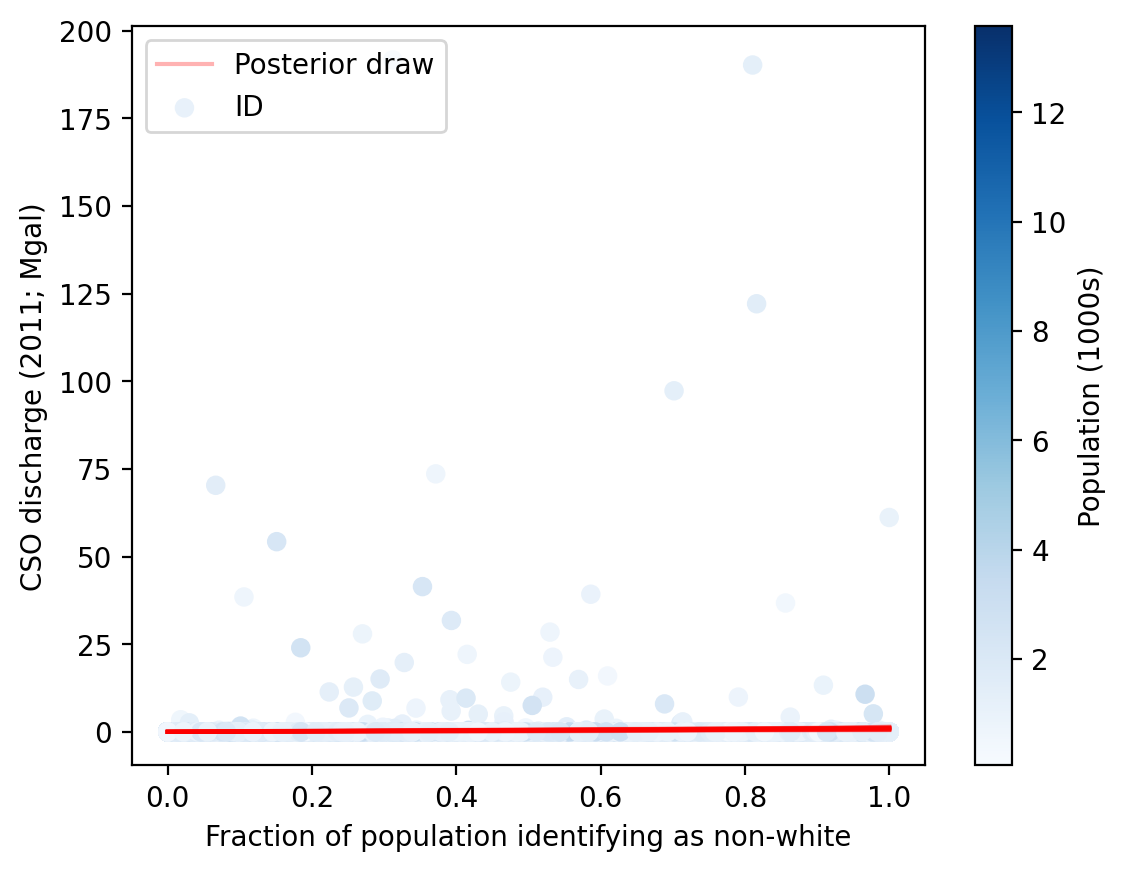 200
175
150
125
100
75
50
25
0
CSO discharge (2011; Mgal)
Posterior draw
ID
0.0 0.2 0.4 0.6 0.8 1.0
Fraction of population identifying as non-white
12
10
8
6
4
2
Population (1000s)